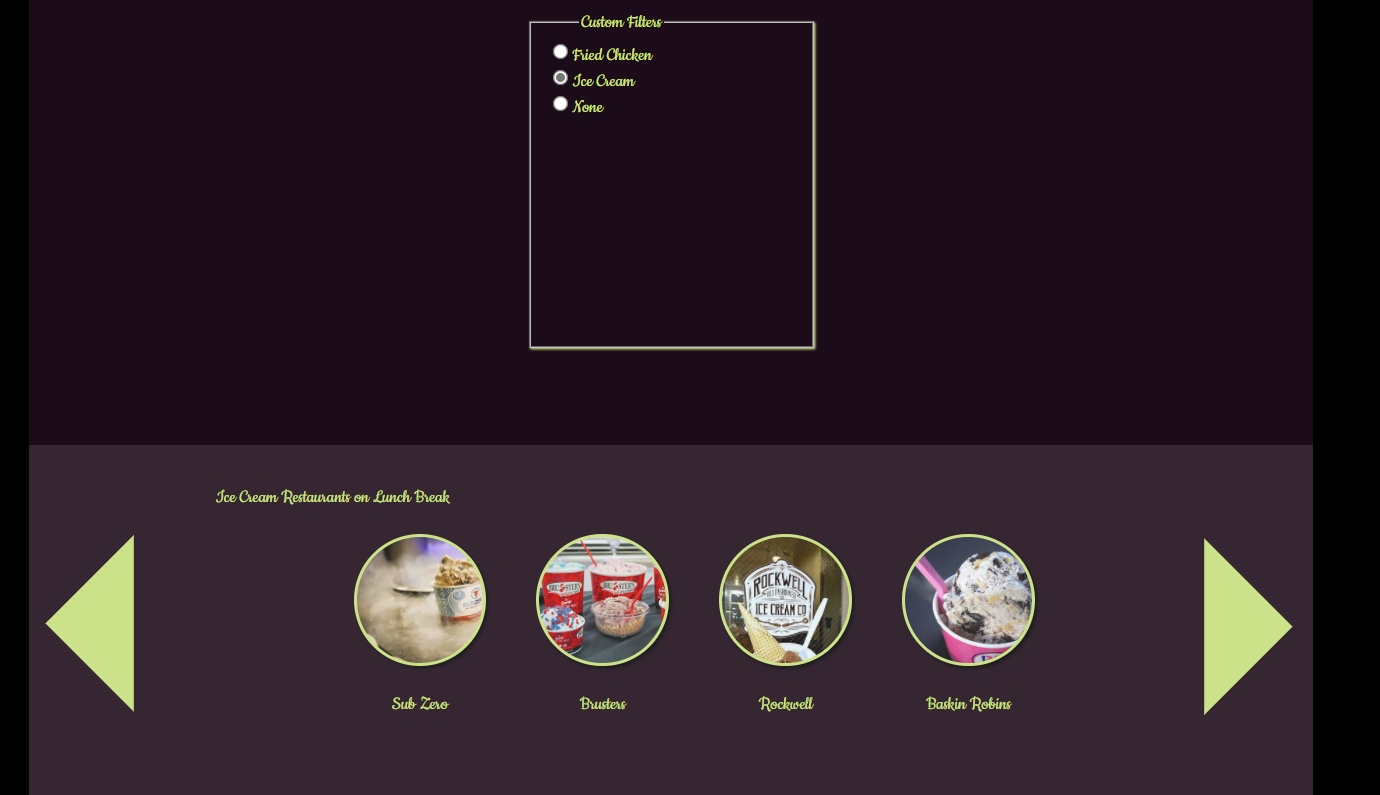 Custom Filters
Fried Chicken
Ice Cream
None
Ice Cream Restaurants on Lunch Break
ROCKWELL
ICE CREAM CO
Sub Zero
Brusters
Rockwell
Baskin Robins